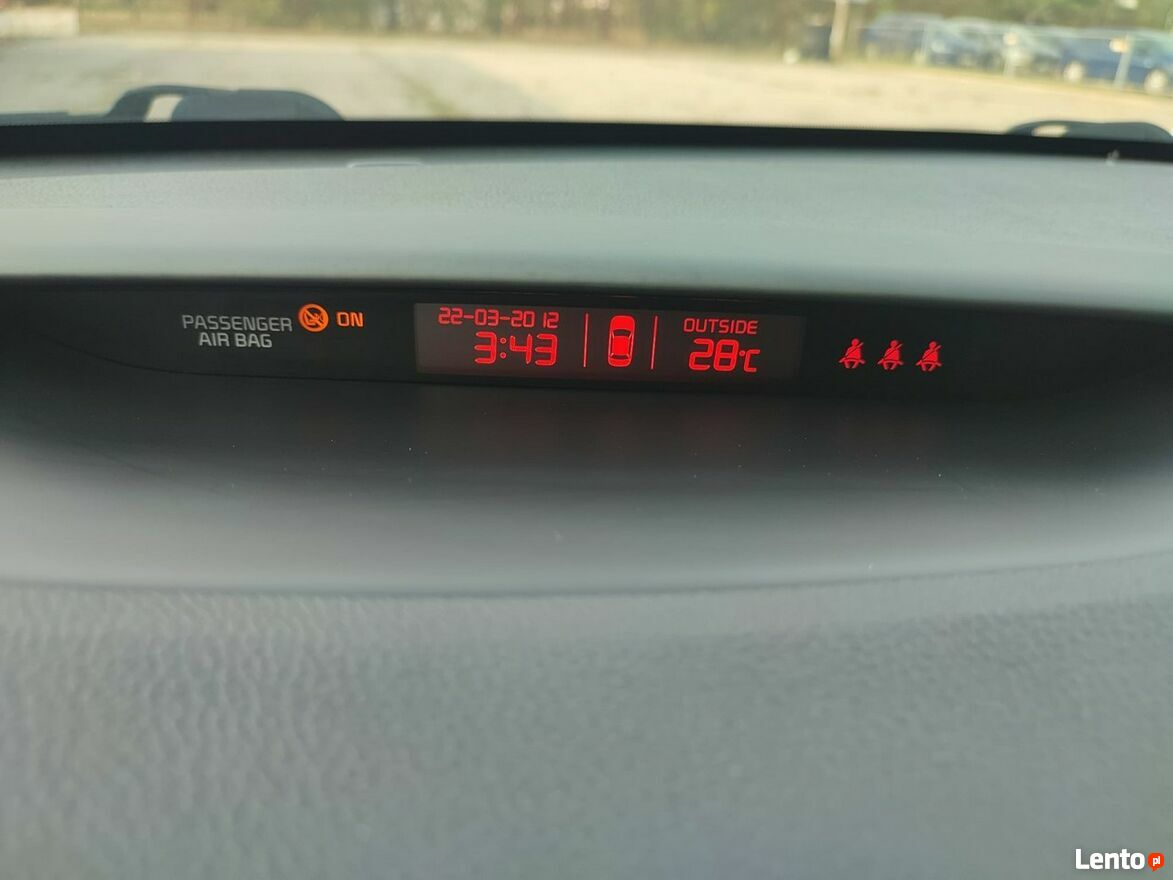 PASSENGER ON
AIR BAG
22-03-2012
3:43
OUTSIDE
28°C
Lento pl